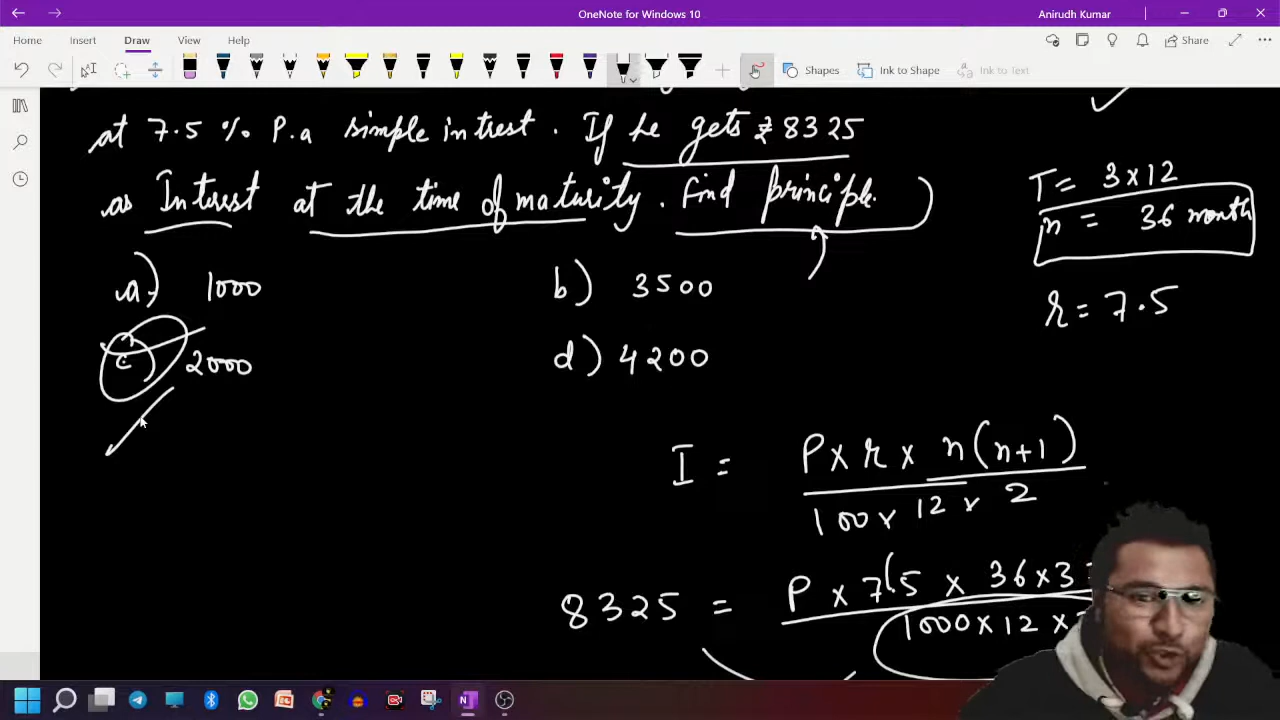 OneNote for Windows 10
Anirudh Kumar
Home Insert Draw View Help
Share
Shapes Ink to Shape Ink to Text
at 7.5 % P.a simple intrest. If he gets ₹ 8325
as Interest at the time of maturity. Find principle.
a) 1000
b) 3500
c) 2000
d) 4200
T = 3 x 12
n = 36 month
r = 7.5
I = P x r x n(n+1)
100 x 12 x 2
8325 = P x 7.5 x 36 x 3
1000 x 12 x